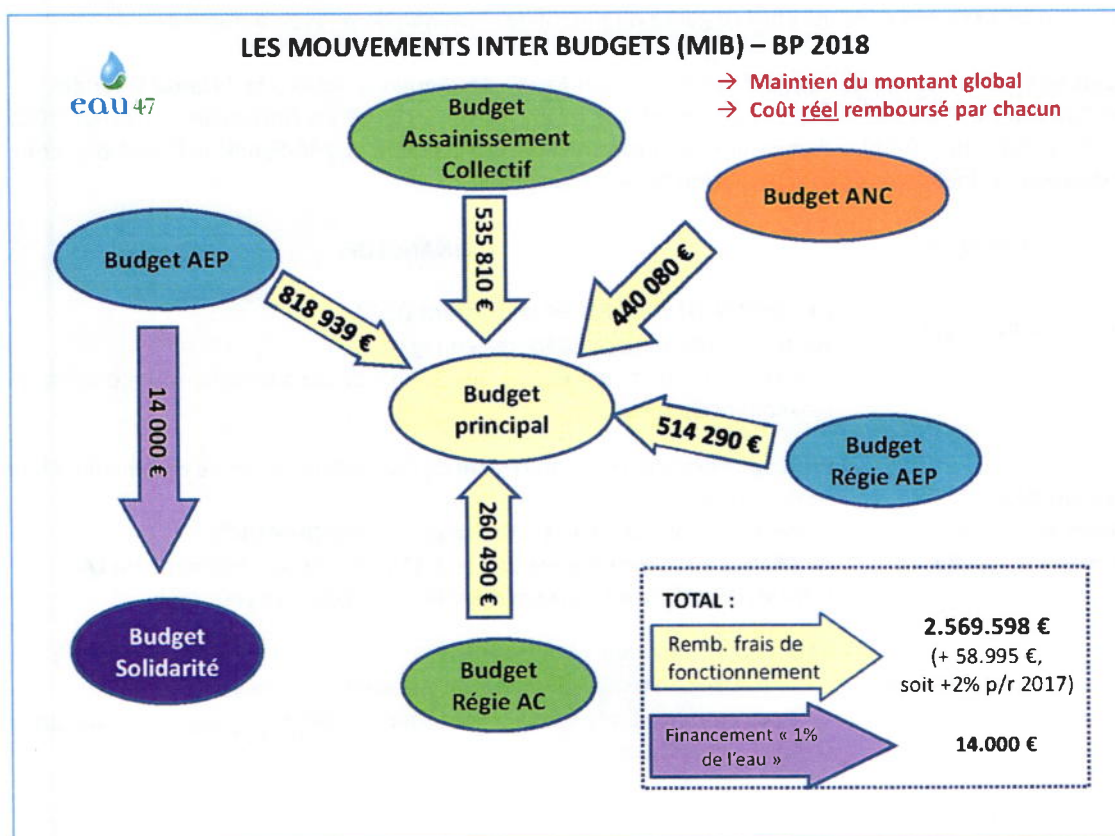 LES MOUVEMENTS INTER BUDGETS (MIB) – BP 2018
eau 47
→ Maintien du montant global
→ Coût réel remboursé par chacun
Budget
Assainissement
Collectif
Budget ANC
Budget AEP
535 810 €
440 080 €
818 939 €
14 000 €
Budget
principal
514 290 €
Budget
Régie AEP
260 490 €
Budget
Solidarité
Budget
Régie AC
TOTAL :
Remb. frais de
fonctionnement
2.569.598 €
(+ 58.995 €,
soit +2% p/r 2017)
Financement « 1%
de l'eau »
14.000 €